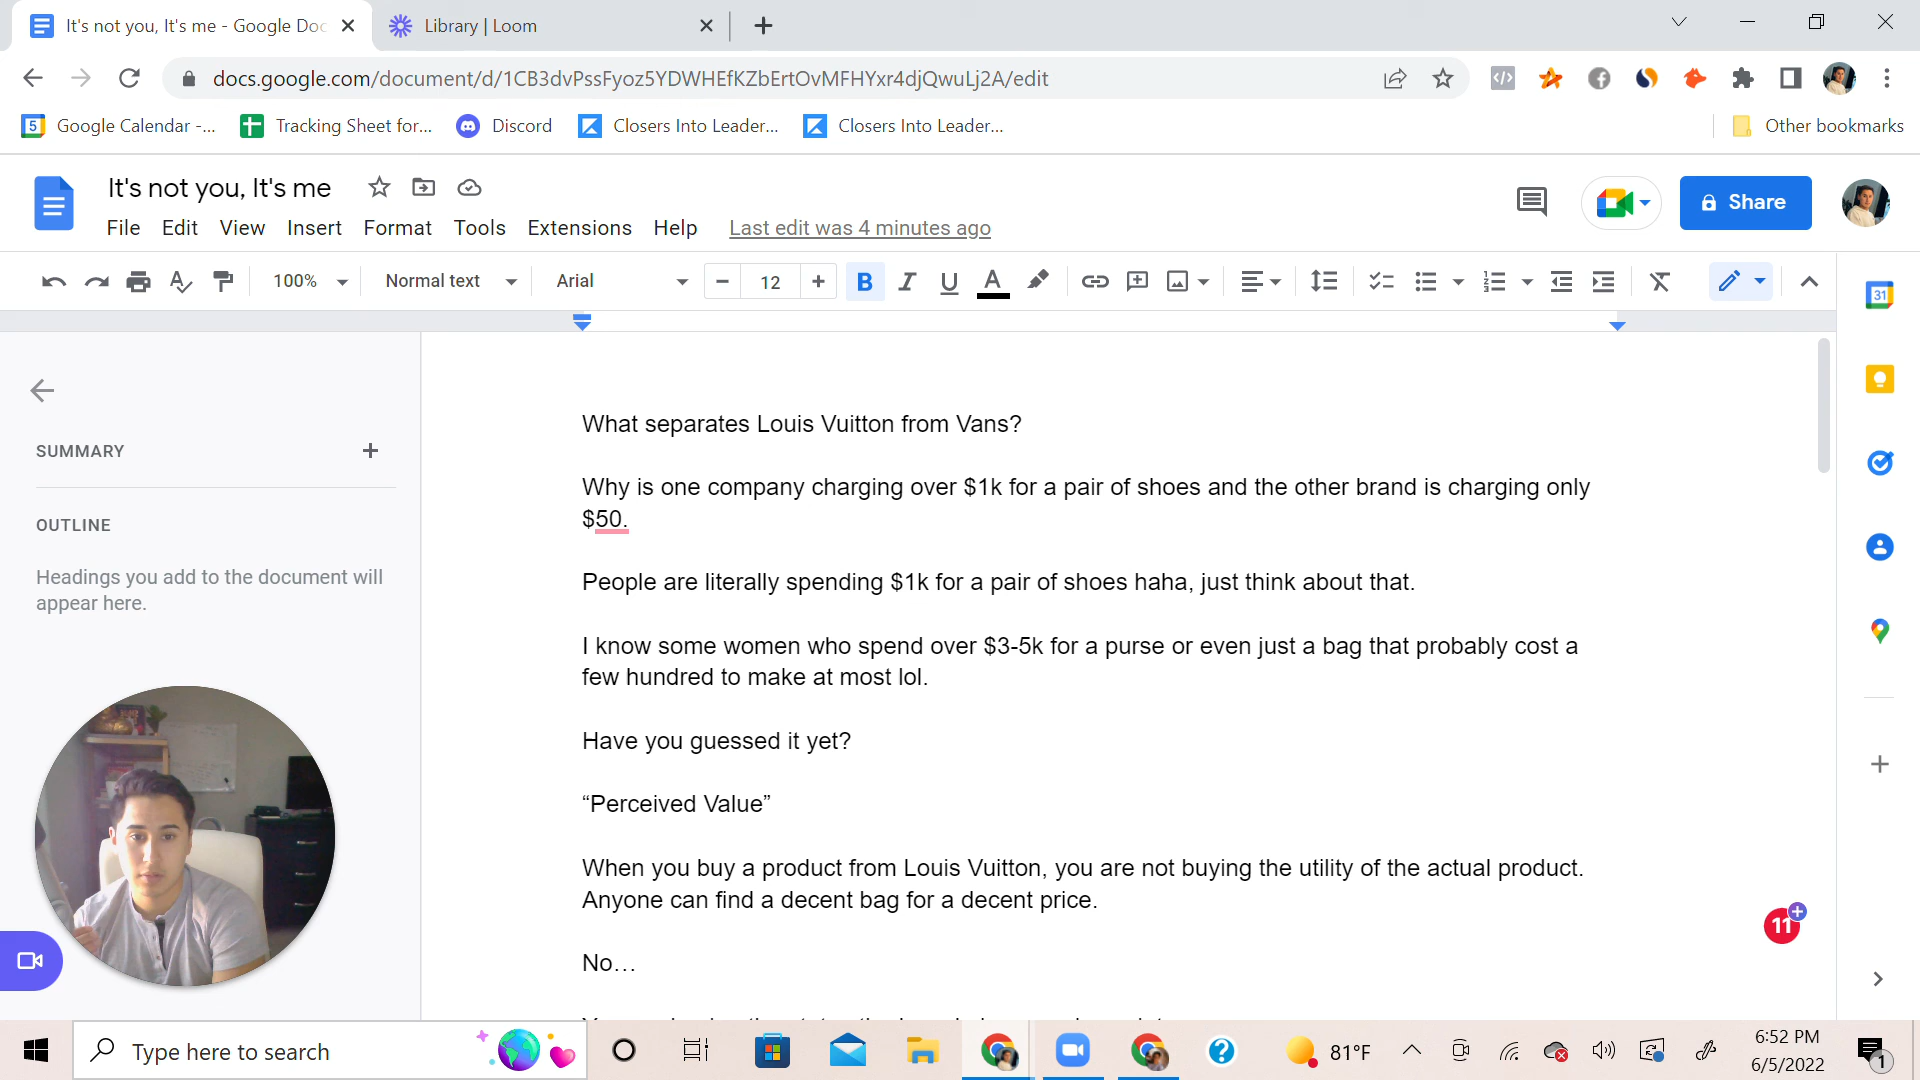 It's not you, It's me - Google Doc
Library | Loom
docs.google.com/document/d/1CB3dvPssFyoz5YDWHEfKZbErtOvMFHYxr4djQwuLj2A/edit
5 Google Calendar -...
Tracking Sheet for...
Discord
Closers Into Leader...
Closers Into Leader...
Other bookmarks
It's not you, It's me
File Edit View Insert Format Tools Extensions Help Last edit was 4 minutes ago
Share
100% Normal text Arial 12 B I U A
31
SUMMARY
OUTLINE
Headings you add to the document will
appear here.
What separates Louis Vuitton from Vans?
Why is one company charging over $1k for a pair of shoes and the other brand is charging only
$50.
People are literally spending $1k for a pair of shoes haha, just think about that.
I know some women who spend over $3-5k for a purse or even just a bag that probably cost a
few hundred to make at most lol.
Have you guessed it yet?
“Perceived Value”
When you buy a product from Louis Vuitton, you are not buying the utility of the actual product.
Anyone can find a decent bag for a decent price.
No…
11
Type here to search
81°F
6:52 PM
6/5/2022
1